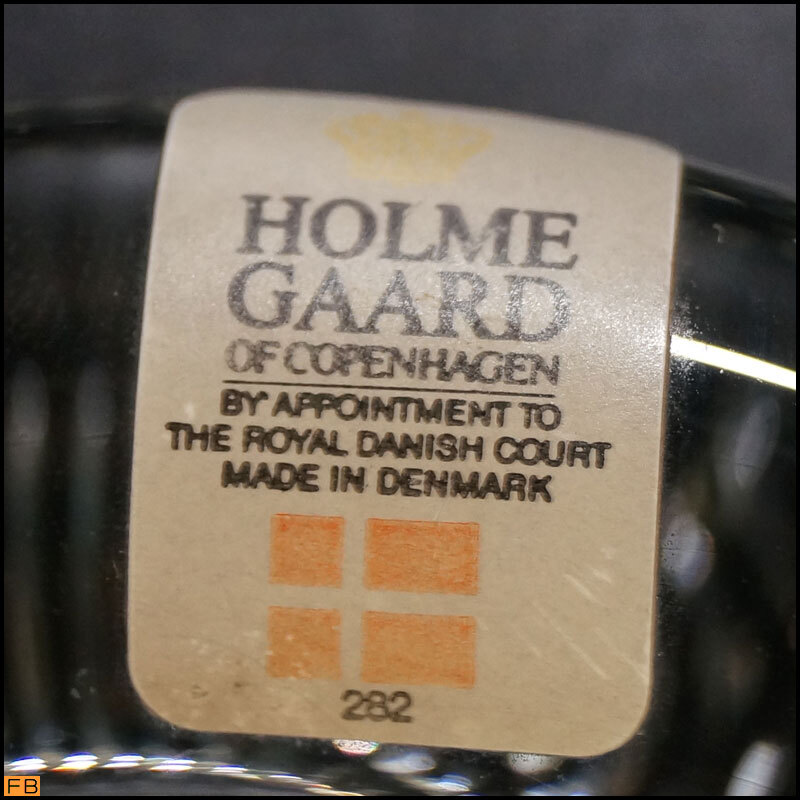 HOLME
GAARD
OF COPENHAGEN
BY APPOINTMENT TO
THE ROYAL DANISH COURT
MADE IN DENMARK
282
FB